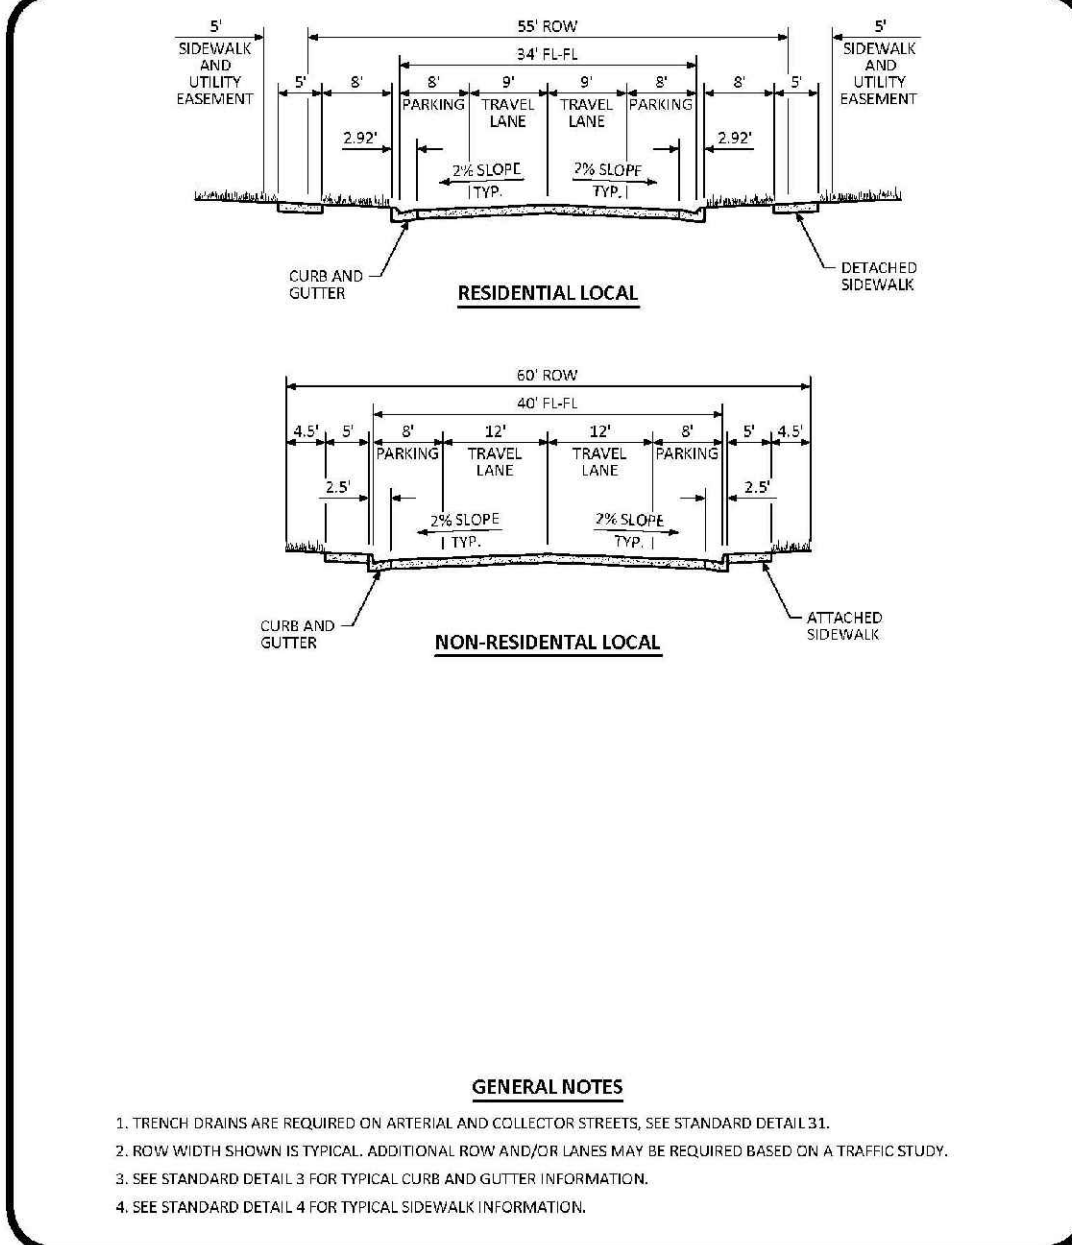 5' 55' ROW 5'
SIDEWALK AND UTILITY EASEMENT 34' FL-FL SIDEWALK AND UTILITY EASEMENT
5' 8' 8' 9' 9' 8' 8' 5'
PARKING TRAVEL LANE TRAVEL LANE PARKING
2.92' 2.92'
2% SLOPE 2% SLOPE
TYP. TYP.
CURB AND GUTTER
DETACHED SIDEWALK
RESIDENTIAL LOCAL
60' ROW
40' FL-FL
4.5' 5' 8' 12' 12' 8' 5' 4.5'
PARKING TRAVEL LANE TRAVEL LANE PARKING
2.5' 2.5'
2% SLOPE 2% SLOPE
TYP. TYP.
CURB AND GUTTER
ATTACHED SIDEWALK
NON-RESIDENTAL LOCAL
GENERAL NOTES
1. TRENCH DRAINS ARE REQUIRED ON ARTERIAL AND COLLECTOR STREETS, SEE STANDARD DETAIL 31.
2. ROW WIDTH SHOWN IS TYPICAL. ADDITIONAL ROW AND/OR LANES MAY BE REQUIRED BASED ON A TRAFFIC STUDY.
3. SEE STANDARD DETAIL 3 FOR TYPICAL CURB AND GUTTER INFORMATION.
4. SEE STANDARD DETAIL 4 FOR TYPICAL SIDEWALK INFORMATION.